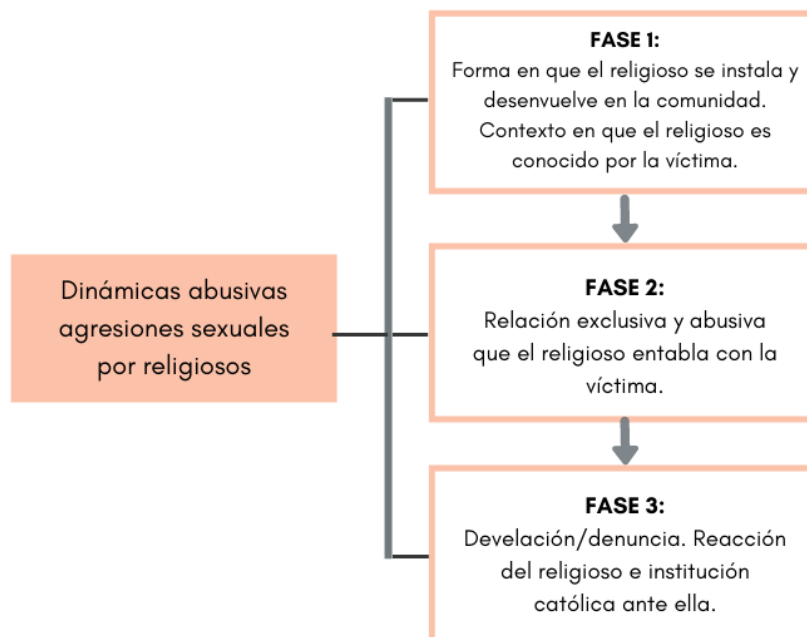 Dinámicas abusivas
agresiones sexuales
por religiosos
FASE 1:
Forma en que el religioso se instala y
desenvuelve en la comunidad.
Contexto en que el religioso es
conocido por la víctima.
FASE 2:
Relación exclusiva y abusiva
que el religioso entabla con la
víctima.
FASE 3:
Develación/denuncia. Reacción
del religioso e institución
católica ante ella.